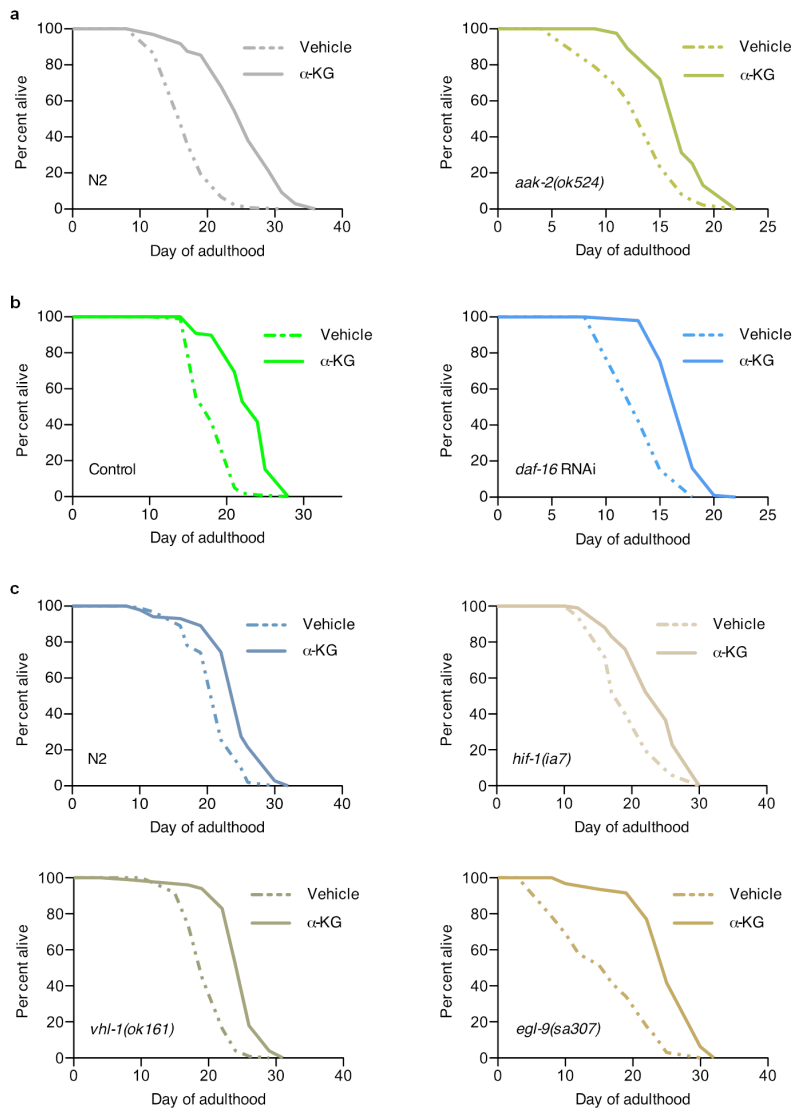 a
100
80
60
40
20
0
Per cent alive
Vehicle
α-KG
N2
0 10 20 30 40
Day of adulthood
100
80
60
40
20
0
Per cent alive
Vehicle
α-KG
aak-2(ok524)
0 5 10 15 20 25
Day of adulthood
b
100
80
60
40
20
0
Per cent alive
Vehicle
α-KG
Control
0 10 20 30
Day of adulthood
100
80
60
40
20
0
Per cent alive
Vehicle
α-KG
daf-16 RNAi
0 5 10 15 20 25
Day of adulthood
c
100
80
60
40
20
0
Per cent alive
Vehicle
α-KG
N2
0 10 20 30 40
Day of adulthood
100
80
60
40
20
0
Per cent alive
Vehicle
α-KG
hif-1(ia7)
0 10 20 30 40
Day of adulthood
100
80
60
40
20
0
Per cent alive
Vehicle
α-KG
vhl-1(ok161)
0 10 20 30 40
Day of adulthood
100
80
60
40
20
0
Per cent alive
Vehicle
α-KG
egl-9(sa307)
0 10 20 30 40
Day of adulthood